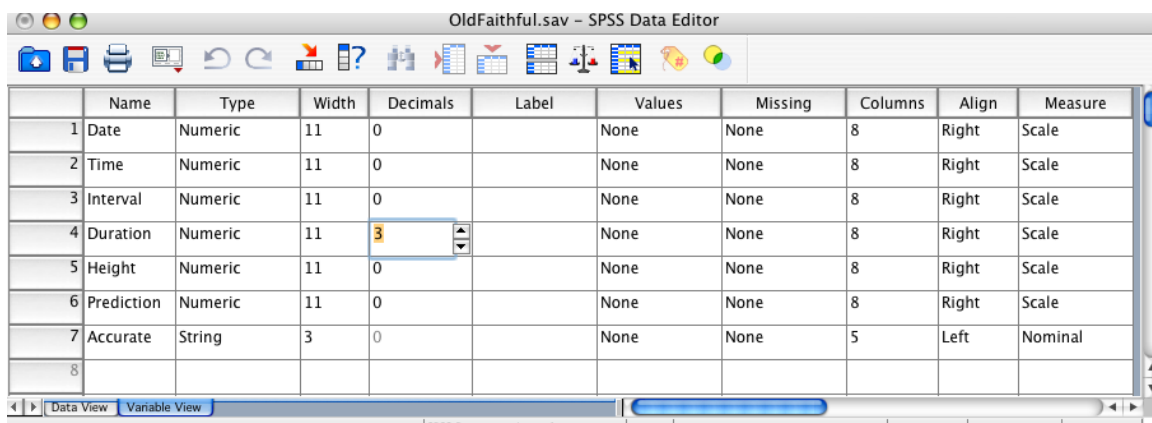 OldFaithful.sav – SPSS Data Editor
Name Type Width Decimals Label Values Missing Columns Align Measure
1 Date Numeric 11 0 None None 8 Right Scale
2 Time Numeric 11 0 None None 8 Right Scale
3 Interval Numeric 11 0 None None 8 Right Scale
4 Duration Numeric 11 3 None None 8 Right Scale
5 Height Numeric 11 0 None None 8 Right Scale
6 Prediction Numeric 11 0 None None 8 Right Scale
7 Accurate String 3 0 None None 5 Left Nominal
8
Data View Variable View